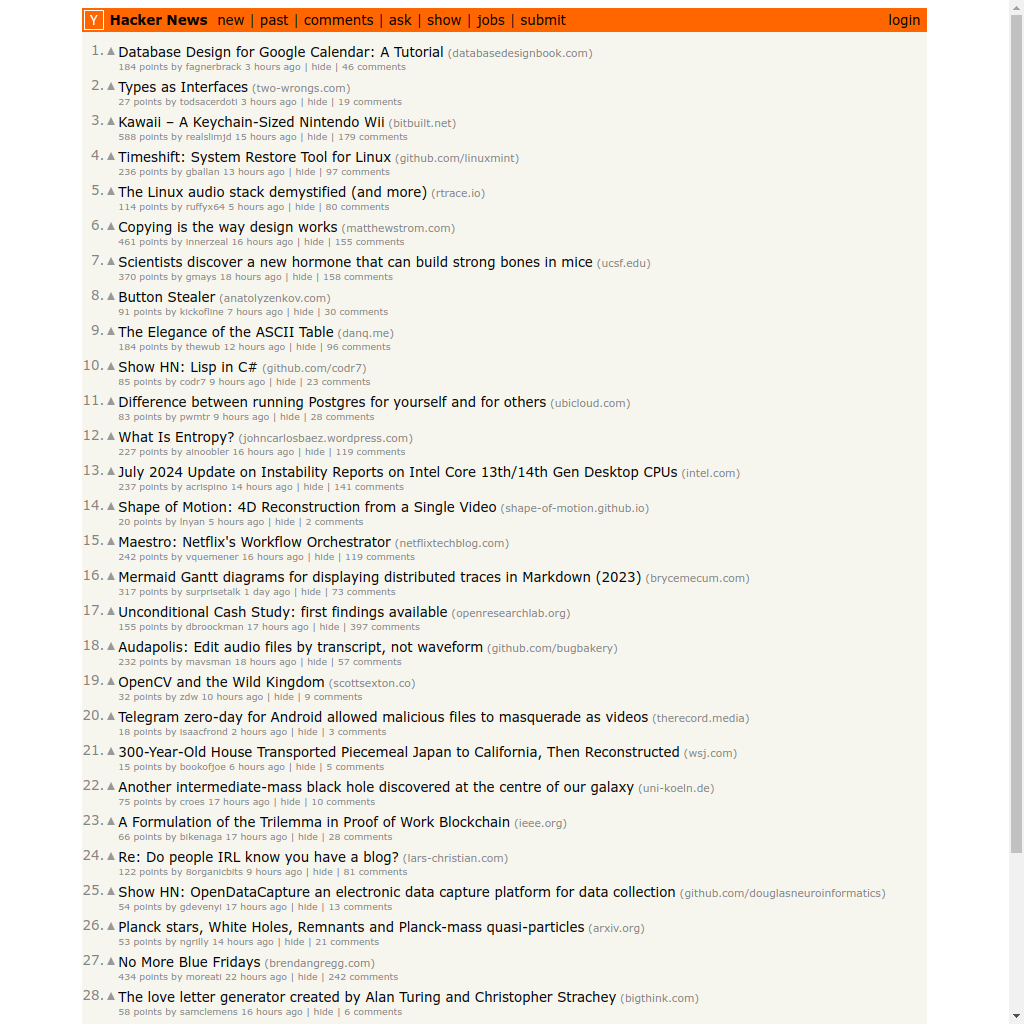 Y Hacker News new | past | comments | ask | show | jobs | submit login
1. ▲ Database Design for Google Calendar: A Tutorial (databasedesignbook.com)
184 points by fagnerbrack 3 hours ago | hide | 46 comments
2. ▲ Types as Interfaces (two-wrongs.com)
27 points by todsacerdoti 3 hours ago | hide | 19 comments
3. ▲ Kawaii – A Keychain-Sized Nintendo Wii (bitbuilt.net)
588 points by realslimjd 15 hours ago | hide | 179 comments
4. ▲ Timeshift: System Restore Tool for Linux (github.com/linuxmint)
236 points by gballan 13 hours ago | hide | 97 comments
5. ▲ The Linux audio stack demystified (and more) (rtrace.io)
114 points by ruffyx64 5 hours ago | hide | 80 comments
6. ▲ Copying is the way design works (matthewstrom.com)
461 points by innerzeal 16 hours ago | hide | 155 comments
7. ▲ Scientists discover a new hormone that can build strong bones in mice (ucsf.edu)
370 points by gmays 18 hours ago | hide | 158 comments
8. ▲ Button Stealer (anatolyzenkov.com)
91 points by kickofline 7 hours ago | hide | 30 comments
9. ▲ The Elegance of the ASCII Table (danq.me)
184 points by thewub 12 hours ago | hide | 96 comments
10. ▲ Show HN: Lisp in C# (github.com/codr7)
85 points by codr7 9 hours ago | hide | 23 comments
11. ▲ Difference between running Postgres for yourself and for others (ubicloud.com)
83 points by pwmtr 9 hours ago | hide | 28 comments
12. ▲ What Is Entropy? (johncarlosbaez.wordpress.com)
227 points by ainoobler 16 hours ago | hide | 119 comments
13. ▲ July 2024 Update on Instability Reports on Intel Core 13th/14th Gen Desktop CPUs (intel.com)
237 points by acrispino 14 hours ago | hide | 141 comments
14. ▲ Shape of Motion: 4D Reconstruction from a Single Video (shape-of-motion.github.io)
20 points by lnyan 5 hours ago | hide | 2 comments
15. ▲ Maestro: Netflix's Workflow Orchestrator (netflixtechblog.com)
242 points by vquemener 16 hours ago | hide | 119 comments
16. ▲ Mermaid Gantt diagrams for displaying distributed traces in Markdown (2023) (brycemecum.com)
317 points by surprisetalk 1 day ago | hide | 73 comments
17. ▲ Unconditional Cash Study: first findings available (openresearchlab.org)
155 points by dbroockman 17 hours ago | hide | 397 comments
18. ▲ Audapolis: Edit audio files by transcript, not waveform (github.com/bugbakery)
232 points by mavsman 18 hours ago | hide | 57 comments
19. ▲ OpenCV and the Wild Kingdom (scottsexton.co)
32 points by zdw 10 hours ago | hide | 9 comments
20. ▲ Telegram zero-day for Android allowed malicious files to masquerade as videos (therecord.media)
18 points by isaacfrond 2 hours ago | hide | 3 comments
21. ▲ 300-Year-Old House Transported Piecemeal Japan to California, Then Reconstructed (wsj.com)
15 points by bookofjoe 6 hours ago | hide | 5 comments
22. ▲ Another intermediate-mass black hole discovered at the centre of our galaxy (uni-koeln.de)
75 points by croes 17 hours ago | hide | 10 comments
23. ▲ A Formulation of the Trilemma in Proof of Work Blockchain (ieee.org)
66 points by bikenaga 17 hours ago | hide | 28 comments
24. ▲ Re: Do people IRL know you have a blog? (lars-christian.com)
122 points by 8organicbits 9 hours ago | hide | 81 comments
25. ▲ Show HN: OpenDataCapture an electronic data capture platform for data collection (github.com/douglasneuroinformatics)
54 points by gdevenyi 17 hours ago | hide | 13 comments
26. ▲ Planck stars, White Holes, Remnants and Planck-mass quasi-particles (arxiv.org)
53 points by ngrilly 14 hours ago | hide | 21 comments
27. ▲ No More Blue Fridays (brendangregg.com)
434 points by moreati 22 hours ago | hide | 242 comments
28. ▲ The love letter generator created by Alan Turing and Christopher Strachey (bigthink.com)
58 points by samclemens 16 hours ago | hide | 6 comments